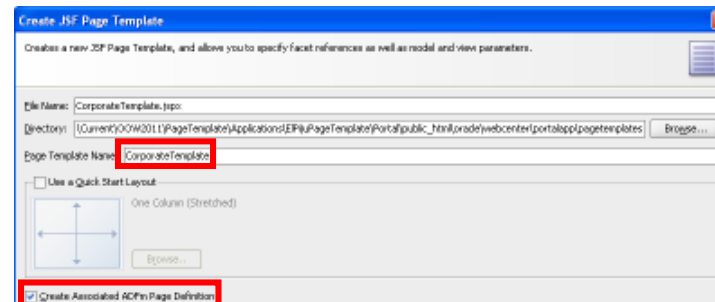 Create JSF Page Template
Creates a new JSF Page Template, and allows you to specify facet references as well as model and view parameters.
File Name: CorporateTemplate.jspx
Directory: \Current\OOW2011\PageTemplate\Applications\EIPiluPageTemplate\Portal\public_html\oracle\webcenter\portalapp\pagetemplates Browse...
Page Template Name: CorporateTemplate
Use a Quick Start Layout
One Column (Stretched)
Browse...
Create Associated ADFm Page Definition